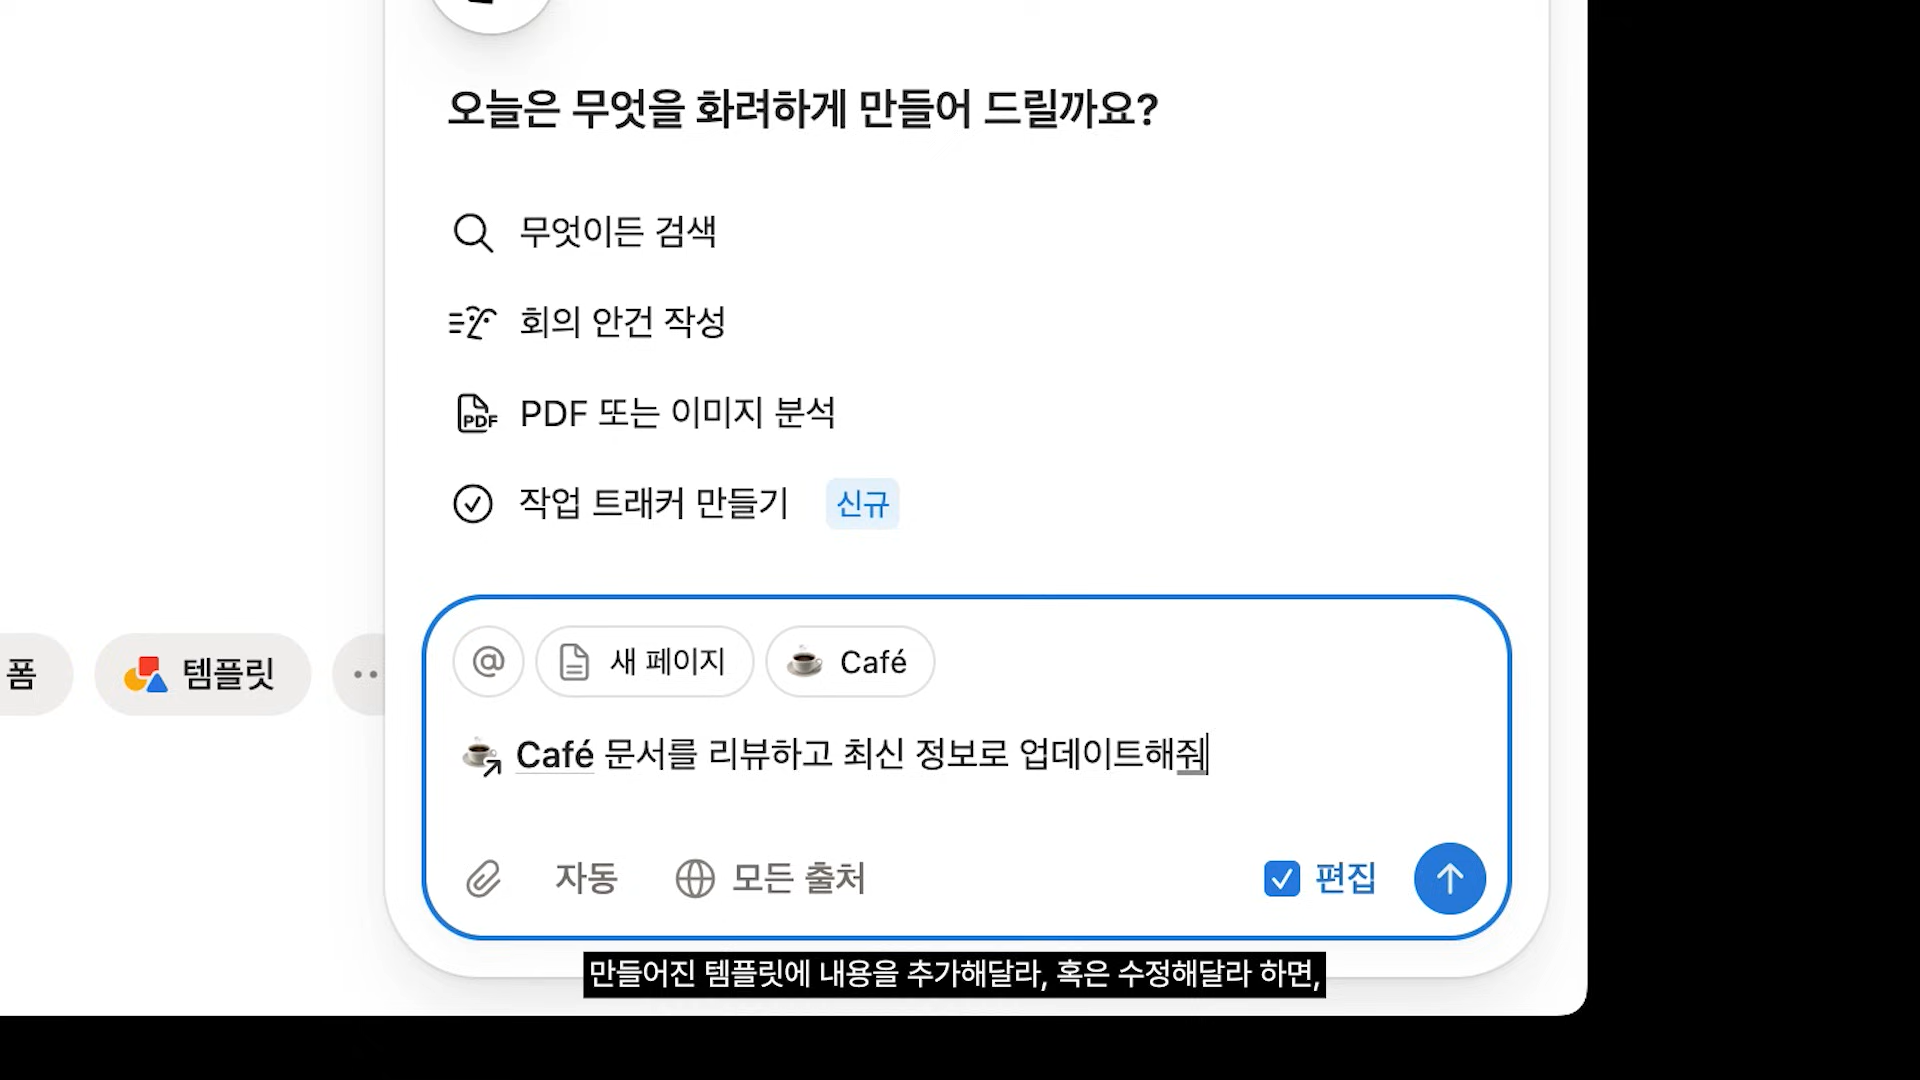 오늘은 무엇을 화려하게 만들어 드릴까요?
무엇이든 검색
회의 안건 작성
PDF
PDF 또는 이미지 분석
작업 트래커 만들기 신규
폼 템플릿
@ 새 페이지 Café
Café 문서를 리뷰하고 최신 정보로 업데이트해줘
자동 모든 출처 편집
만들어진 템플릿에 내용을 추가해달라, 혹은 수정해달라 하면,